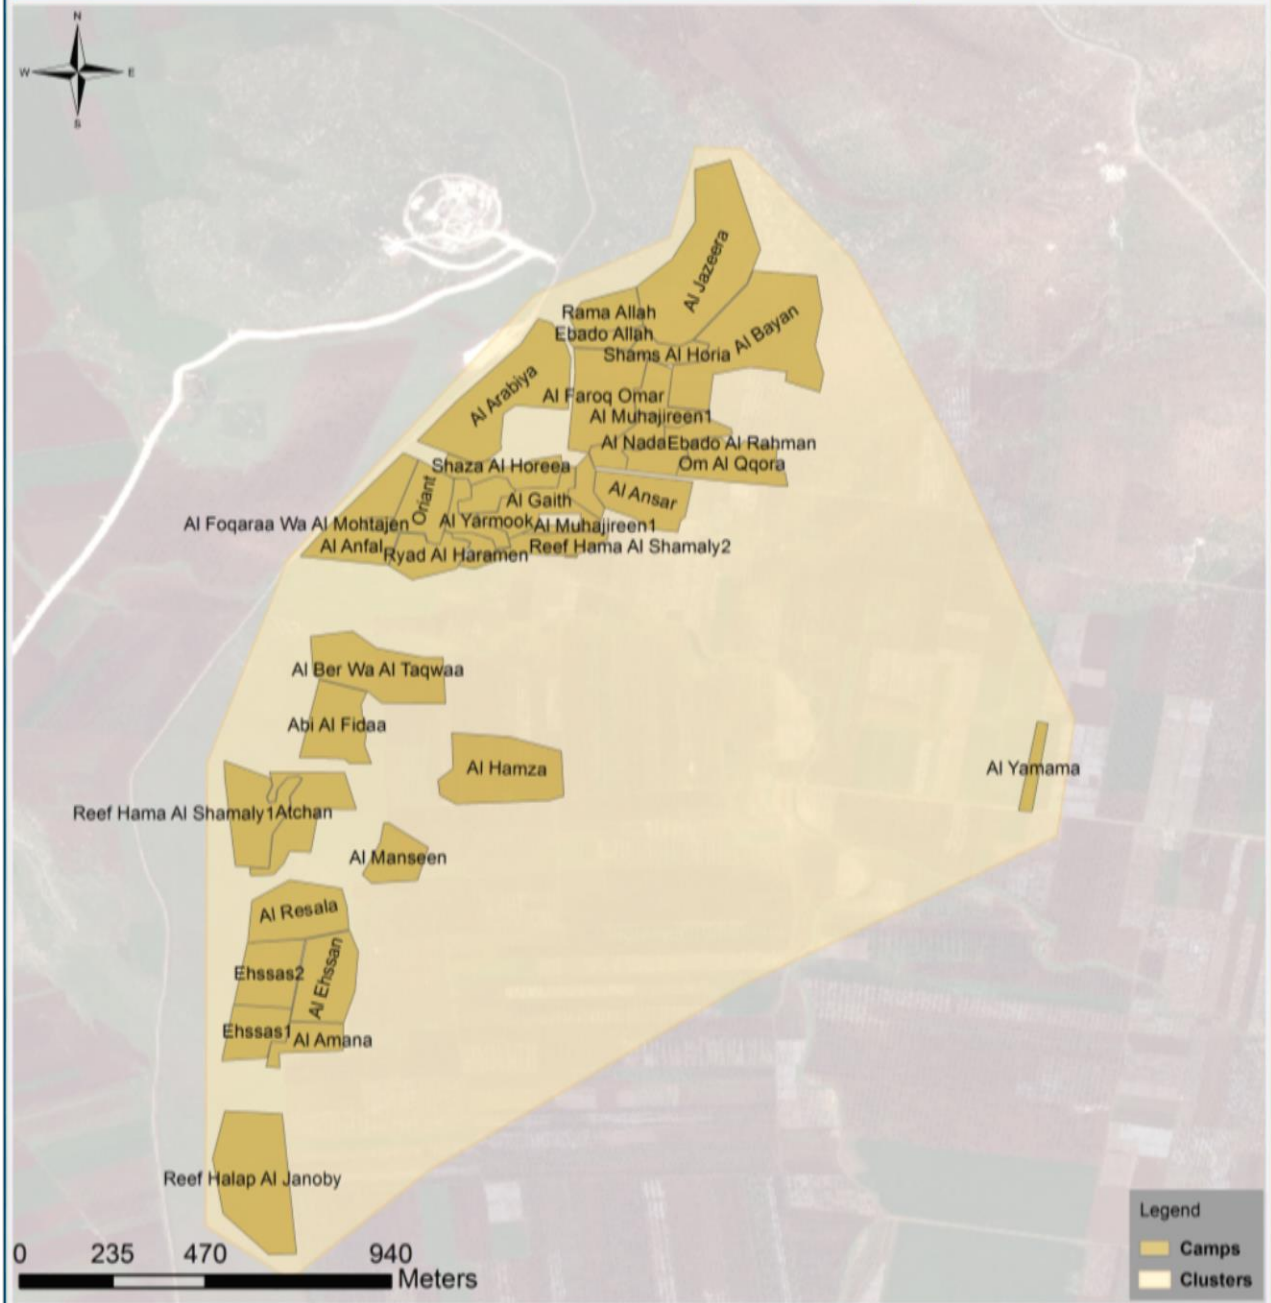 N
W E
S
Al Jazeera
Rama Allah
Al Bayan
Ebado Allah
Shams Al Horia
Al Arabiya
Al Faroq Omar
Al Muhajireen1
Al Nada Ebado Al Rahman
Shaza Al Horeea
Om Al Qqora
Oriant
Al Gaith
Al Ansar
Al Foqaraa Wa Al Mohtajen
Al Yarmook
Al Muhajireen1
Al Anfal
Ryad Al Haramen
Reef Hama Al Shamaly2
Al Ber Wa Al Taqwaa
Abi Al Fidaa
Al Hamza
Al Yamama
Reef Hama Al Shamaly1
Atchan
Al Manseen
Al Resala
Ehssas2
Al Ehssan
Ehssas1
Al Amana
Reef Halap Al Janoby
0 235 470 940
Meters
Legend
Camps
Clusters